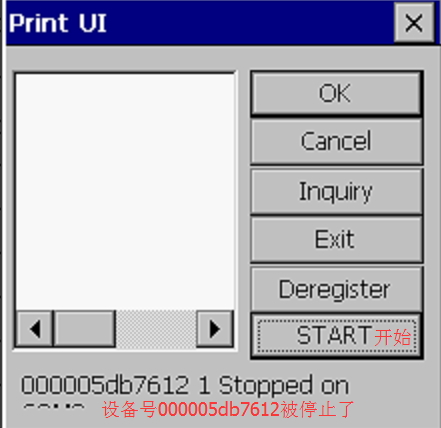 Print UI
OK
Cancel
Inquiry
Exit
Deregister
START开始
000005db7612 1 Stopped on
设备号000005db7612被停止了